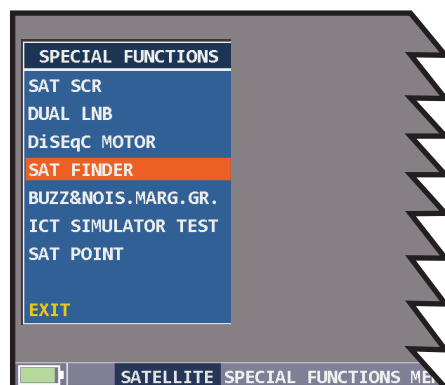 SPECIAL FUNCTIONS
SAT SCR
DUAL LNB
DiSEqC MOTOR
SAT FINDER
BUZZ&NOIS.MARG.GR.
ICT SIMULATOR TEST
SAT POINT
EXIT
SATELLITE SPECIAL FUNCTIONS